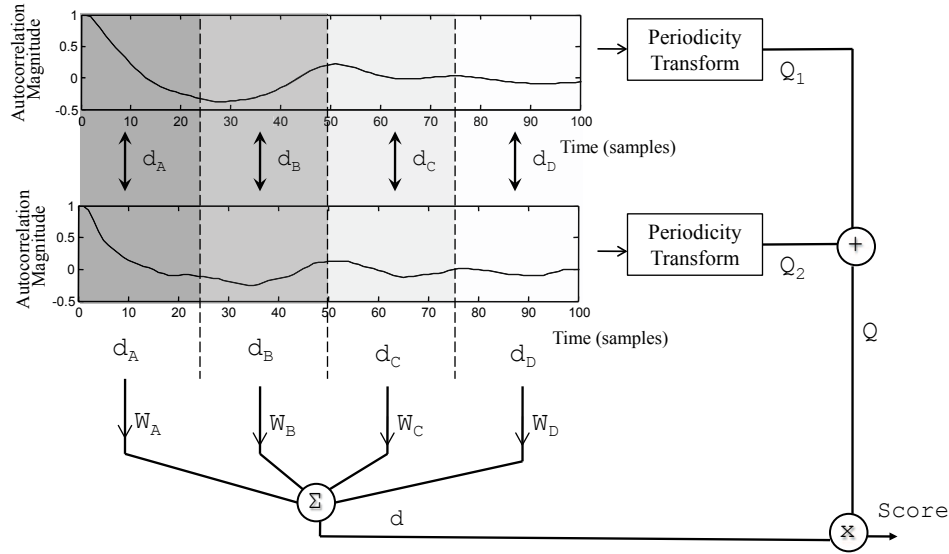 Autocorrelation
Magnitude
1
0.5
0
-0.5
0 10 20 30 40 50 60 70 80 90 100
Time (samples)
Periodicity
Transform
Q1
dA dB dC dD
Autocorrelation
Magnitude
1
0.5
0
-0.5
0 10 20 30 40 50 60 70 80 90 100
Time (samples)
Periodicity
Transform
Q2
+
Q
dA dB dC dD
WA WB WC WD
Σ
d
X
Score